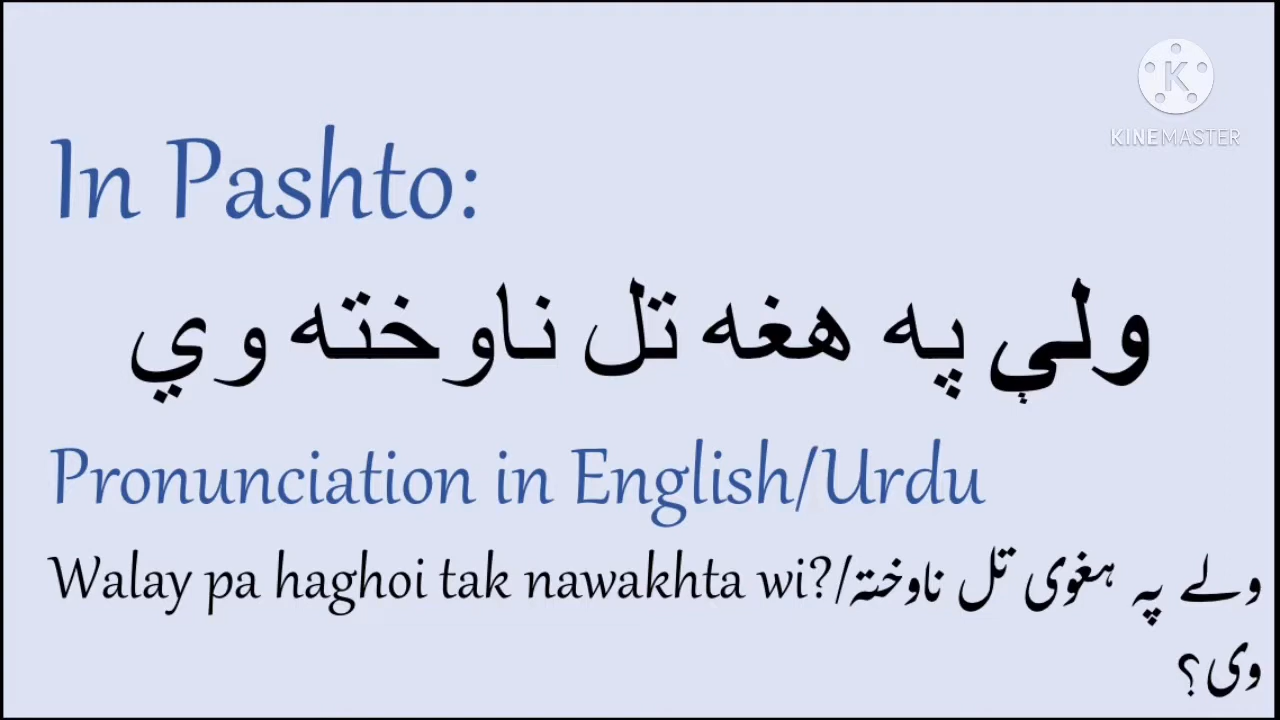 KINEMASTER
In Pashto:
ولې په هغه تل ناوخته وي
Pronunciation in English/Urdu
Walay pa haghoi tak nawakhta wi?/ولے پہ ہغوی تل ناوختہ
وی؟